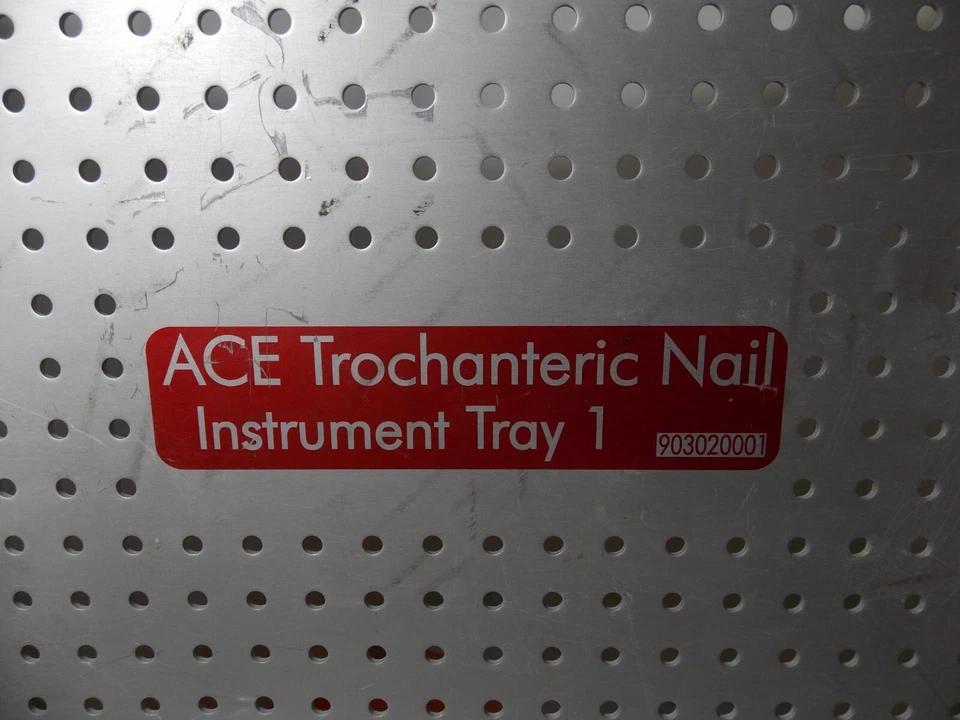 ACE Trochanteric Nail
Instrument Tray 1
903020001